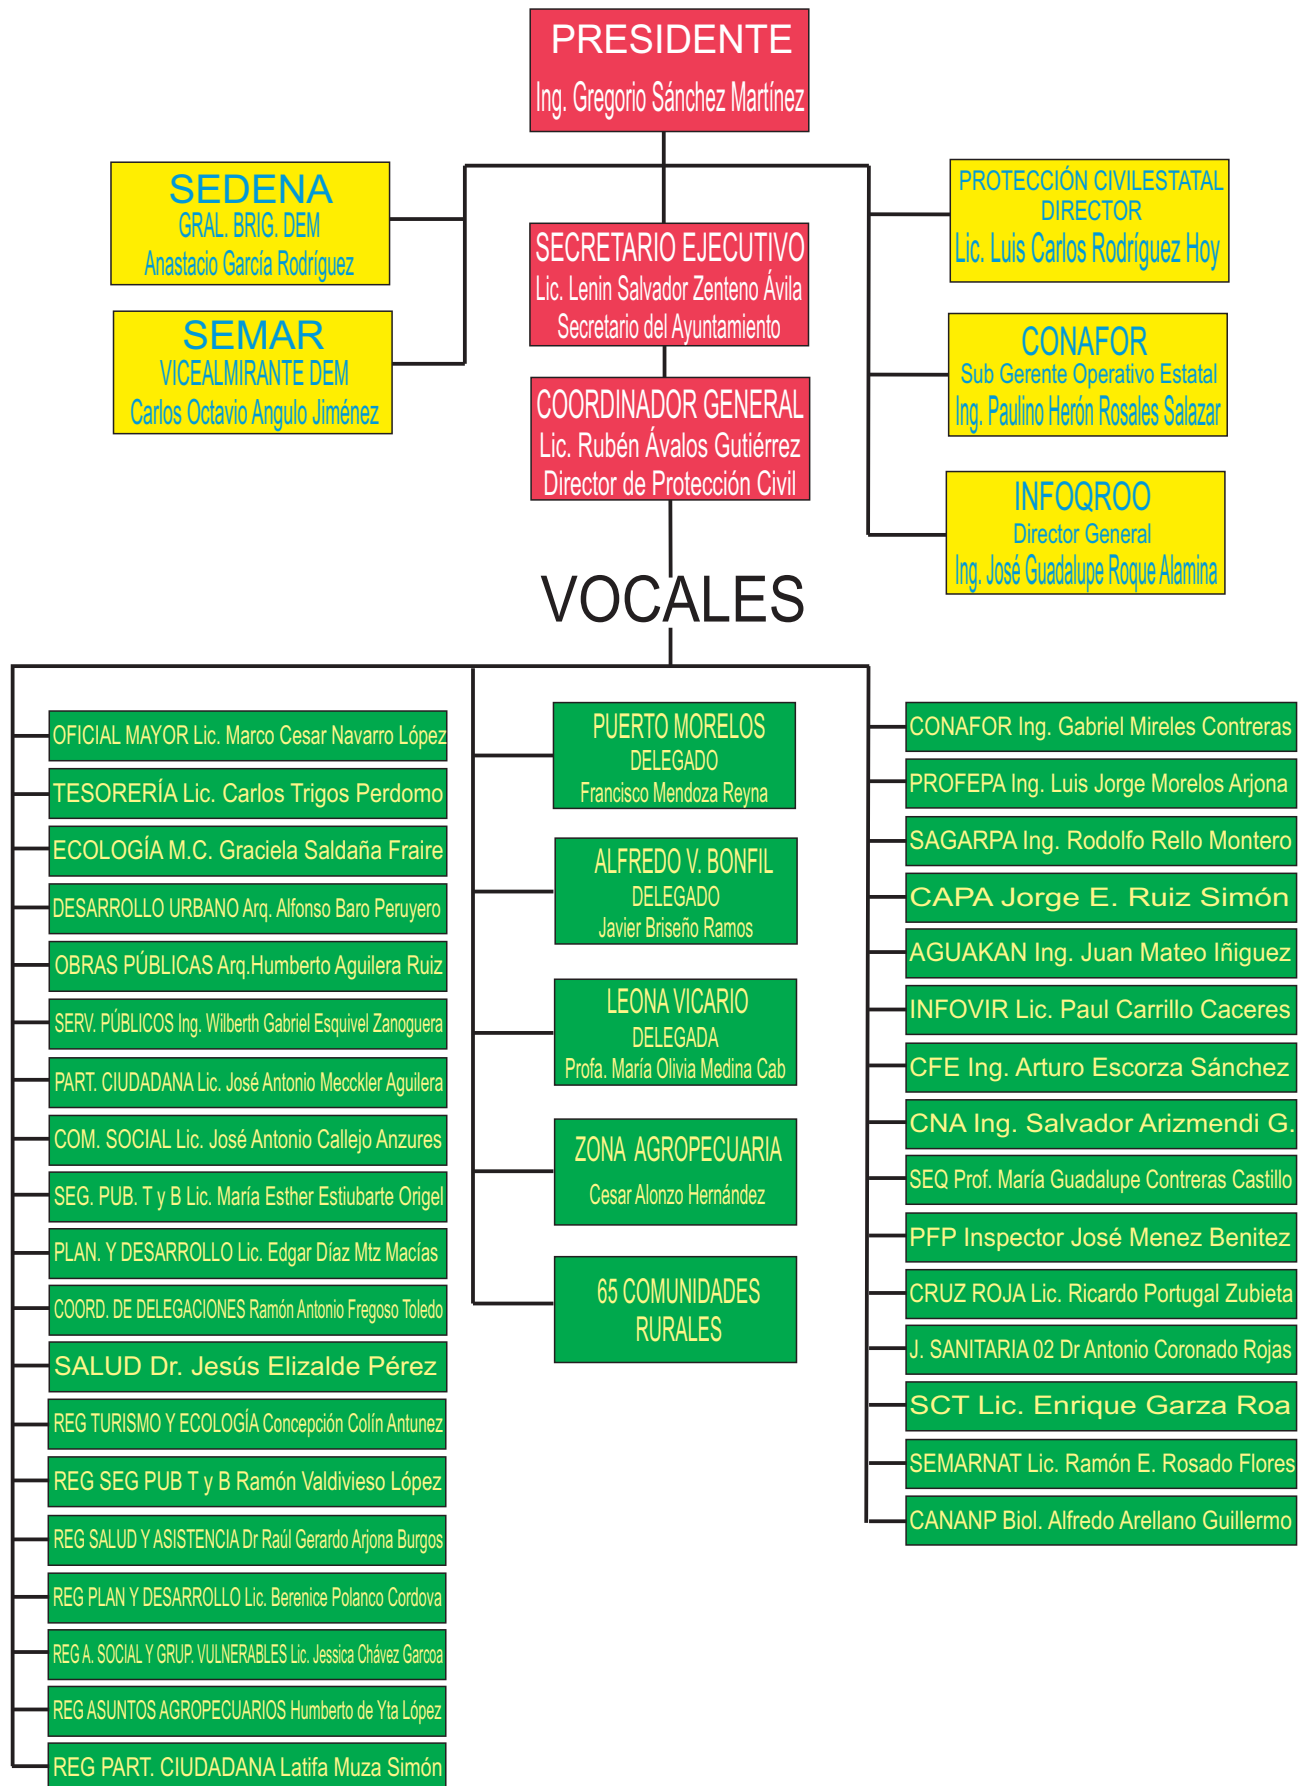 PRESIDENTE
Ing. Gregorio Sánchez Martínez
SEDENA
GRAL. BRIG. DEM
Anastacio García Rodríguez
SEMAR
VICEALMIRANTE DEM
Carlos Octavio Angulo Jiménez
SECRETARIO EJECUTIVO
Lic. Lenin Salvador Zenteno Ávila
Secretario del Ayuntamiento
COORDINADOR GENERAL
Lic. Rubén Ávalos Gutiérrez
Director de Protección Civil
PROTECCIÓN CIVILESTATAL
DIRECTOR
Lic. Luis Carlos Rodríguez Hoy
CONAFOR
Sub Gerente Operativo Estatal
Ing. Paulino Herón Rosales Salazar
INFOQROO
Director General
Ing. José Guadalupe Roque Alamina
VOCALES
OFICIAL MAYOR Lic. Marco Cesar Navarro López
TESORERÍA Lic. Carlos Trigos Perdomo
ECOLOGÍA M.C. Graciela Saldaña Fraire
DESARROLLO URBANO Arq. Alfonso Baro Peruyero
OBRAS PÚBLICAS Arq.Humberto Aguilera Ruiz
SERV. PÚBLICOS Ing. Wilberth Gabriel Esquivel Zanoguera
PART. CIUDADANA Lic. José Antonio Mecckler Aguilera
COM. SOCIAL Lic. José Antonio Callejo Anzures
SEG. PUB. T y B Lic. María Esther Estiubarte Origel
PLAN. Y DESARROLLO Lic. Edgar Díaz Mtz Macías
COORD. DE DELEGACIONES Ramón Antonio Fregoso Toledo
SALUD Dr. Jesús Elizalde Pérez
REG TURISMO Y ECOLOGÍA Concepción Colín Antunez
REG SEG PUB T y B Ramón Valdivieso López
REG SALUD Y ASISTENCIA Dr Raúl Gerardo Arjona Burgos
REG PLAN Y DESARROLLO Lic. Berenice Polanco Cordova
REG A. SOCIAL Y GRUP. VULNERABLES Lic. Jessica Chávez Garcoa
REG ASUNTOS AGROPECUARIOS Humberto de Yta López
REG PART. CIUDADANA Latifa Muza Simón
PUERTO MORELOS
DELEGADO
Francisco Mendoza Reyna
ALFREDO V. BONFIL
DELEGADO
Javier Briseño Ramos
LEONA VICARIO
DELEGADA
Profa. María Olivia Medina Cab
ZONA AGROPECUARIA
Cesar Alonzo Hernández
65 COMUNIDADES
RURALES
CONAFOR Ing. Gabriel Mireles Contreras
PROFEPA Ing. Luis Jorge Morelos Arjona
SAGARPA Ing. Rodolfo Rello Montero
CAPA Jorge E. Ruiz Simón
AGUAKAN Ing. Juan Mateo Iñiguez
INFOVIR Lic. Paul Carrillo Caceres
CFE Ing. Arturo Escorza Sánchez
CNA Ing. Salvador Arizmendi G.
SEQ Prof. María Guadalupe Contreras Castillo
PFP Inspector José Menez Benitez
CRUZ ROJA Lic. Ricardo Portugal Zubieta
J. SANITARIA 02 Dr Antonio Coronado Rojas
SCT Lic. Enrique Garza Roa
SEMARNAT Lic. Ramón E. Rosado Flores
CANANP Biol. Alfredo Arellano Guillermo